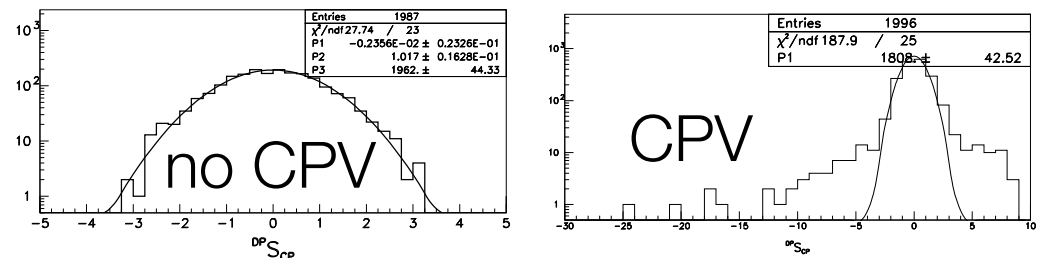 Entries 1987
χ²/ndf 27.74 / 23
P1 -0.2356E-02 ± 0.2326E-01
P2 1.017 ± 0.1628E-01
P3 1962. ± 44.33
10³
10²
10
1
no CPV
-5 -4 -3 -2 -1 0 1 2 3 4 5
DPS_CP
Entries 1996
χ²/ndf 187.9 / 25
P1 1808. ± 42.52
10³
10²
10
1
CPV
-30 -25 -20 -15 -10 -5 0 5 10
DPS_CP